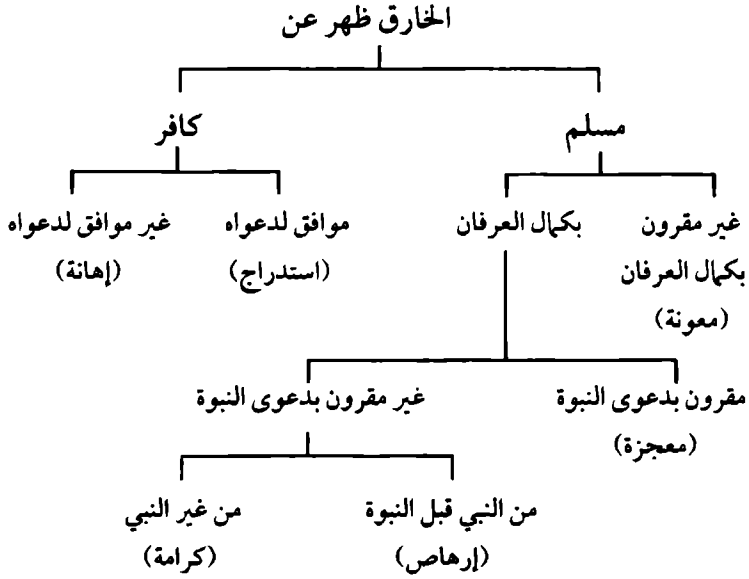 الخارق ظهر عن
مسلم
كافر
غير مقرون
بكمال العرفان
(معونة)
بكمال العرفان
موافق لدعواه
(استدراج)
غير موافق لدعواه
(إهانة)
مقرون بدعوى النبوة
(معجزة)
غير مقرون بدعوى النبوة
من النبي قبل النبوة
(إرهاص)
من غير النبي
(كرامة)